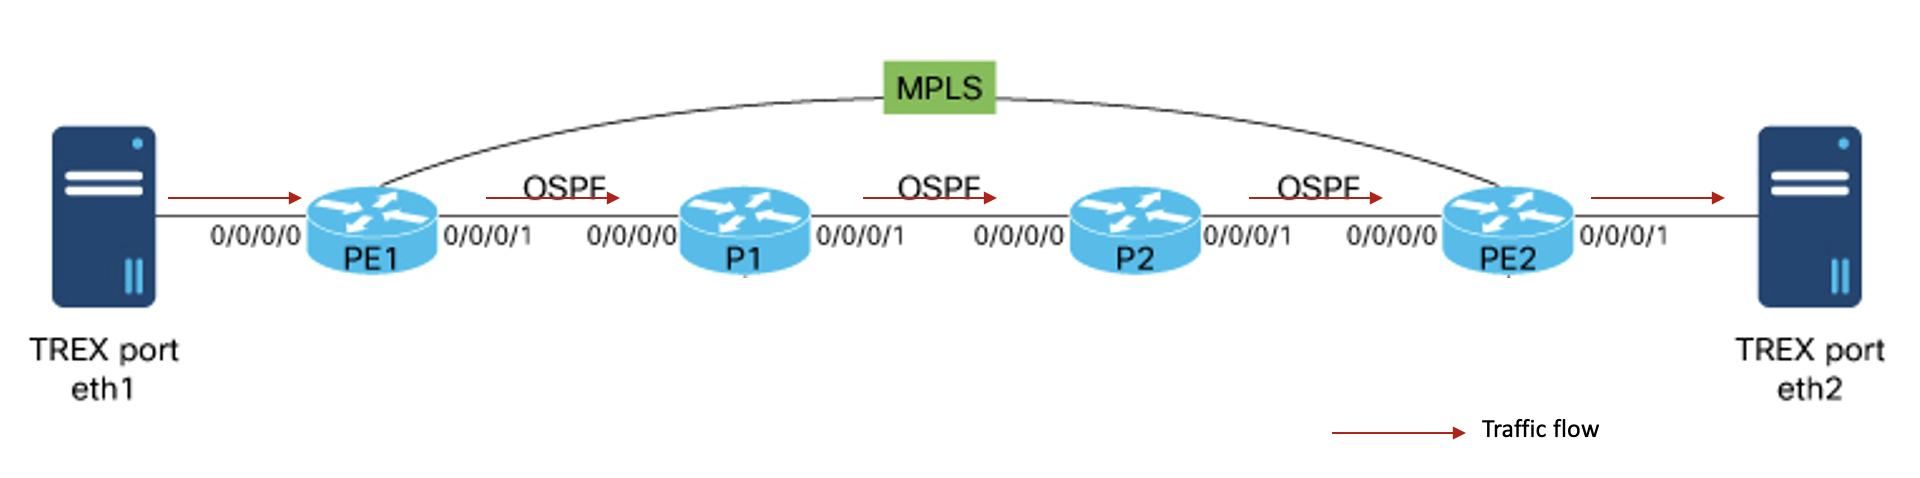 MPLS
OSPF OSPF OSPF
0/0/0/0 PE1 0/0/0/1 0/0/0/0 P1 0/0/0/1 0/0/0/0 P2 0/0/0/1 0/0/0/0 PE2 0/0/0/1
TREX port
eth1
TREX port
eth2
Traffic flow